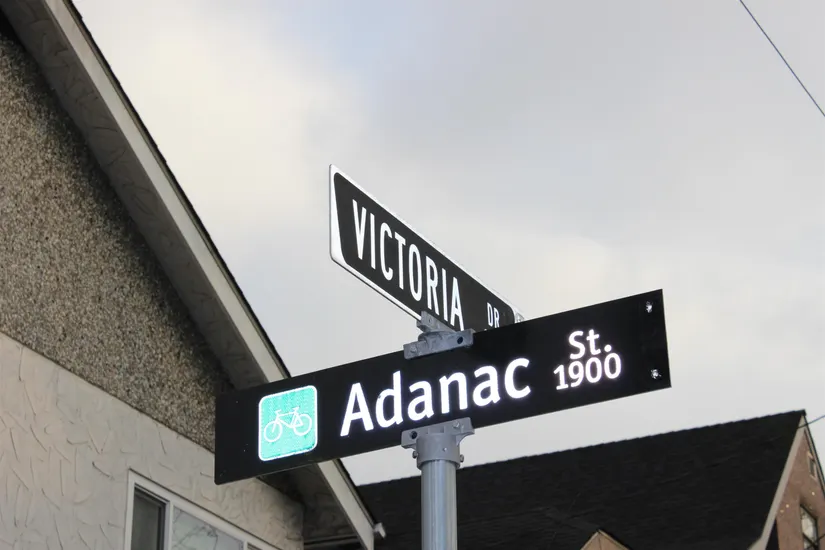 VICTORIA DR
Adanac St.
1900